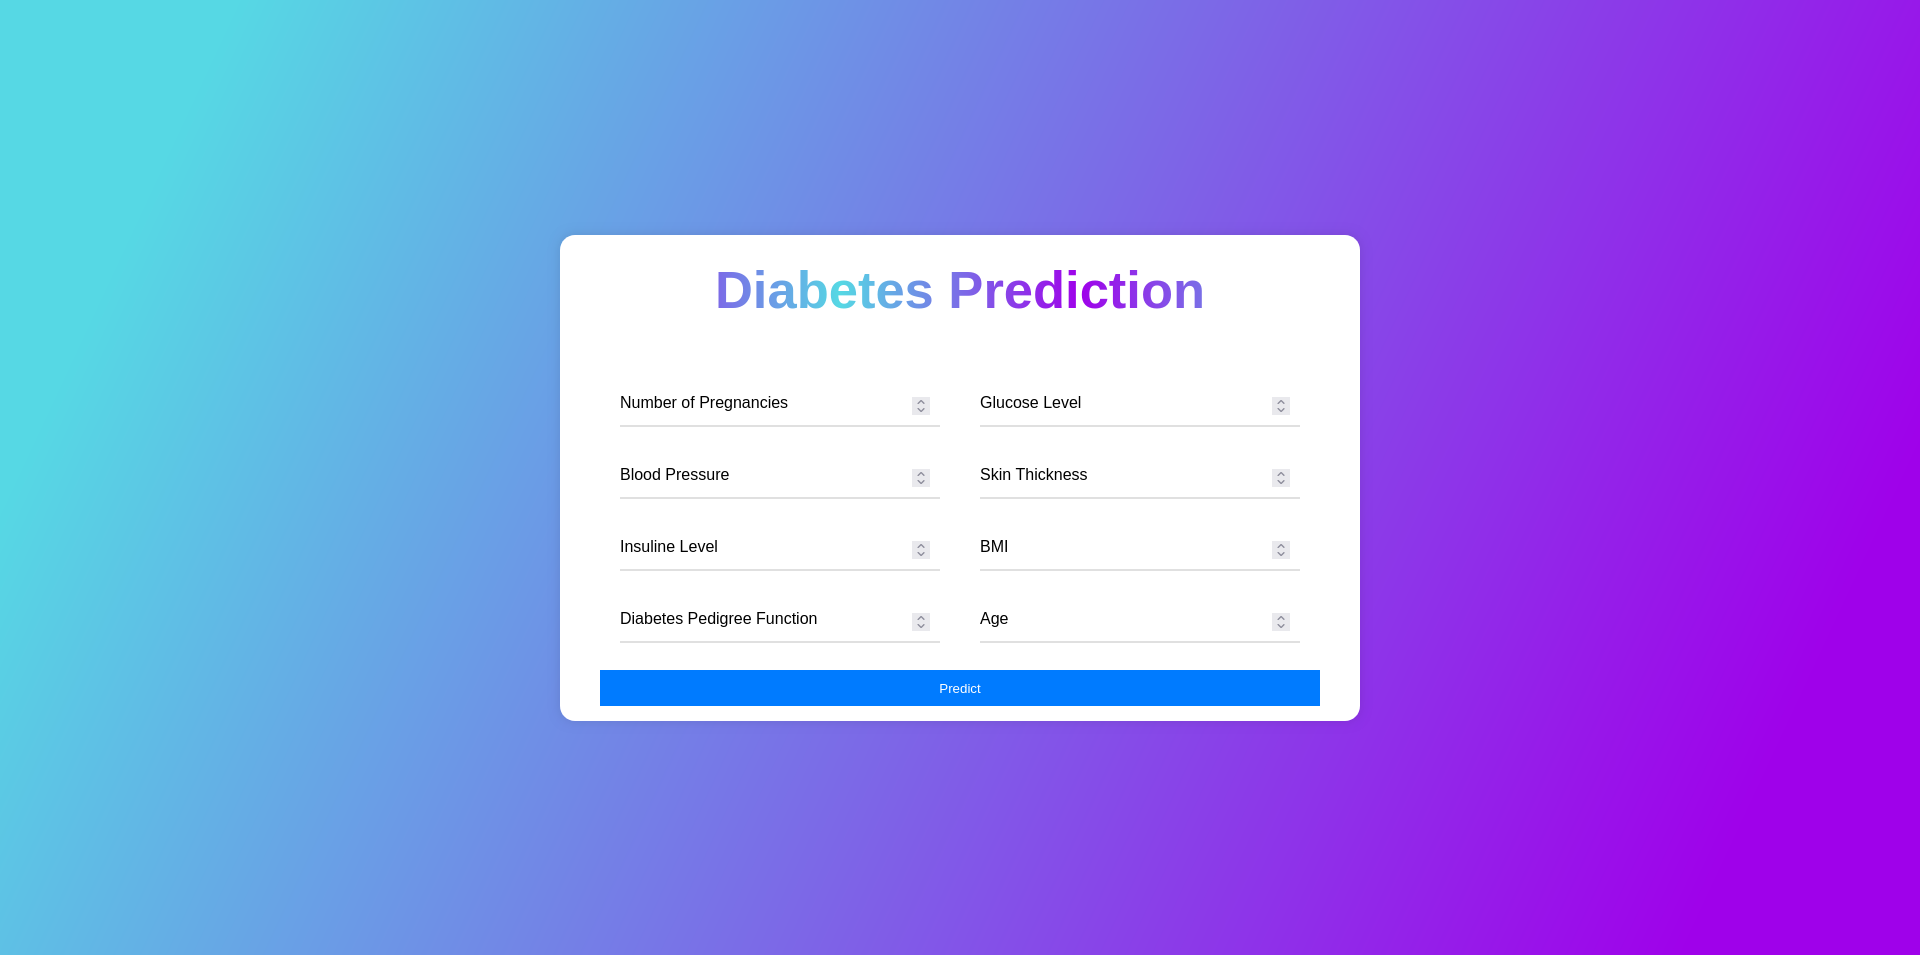 Diabetes Prediction
Number of Pregnancies
Glucose Level
Blood Pressure
Skin Thickness
Insuline Level
BMI
Diabetes Pedigree Function
Age
Predict